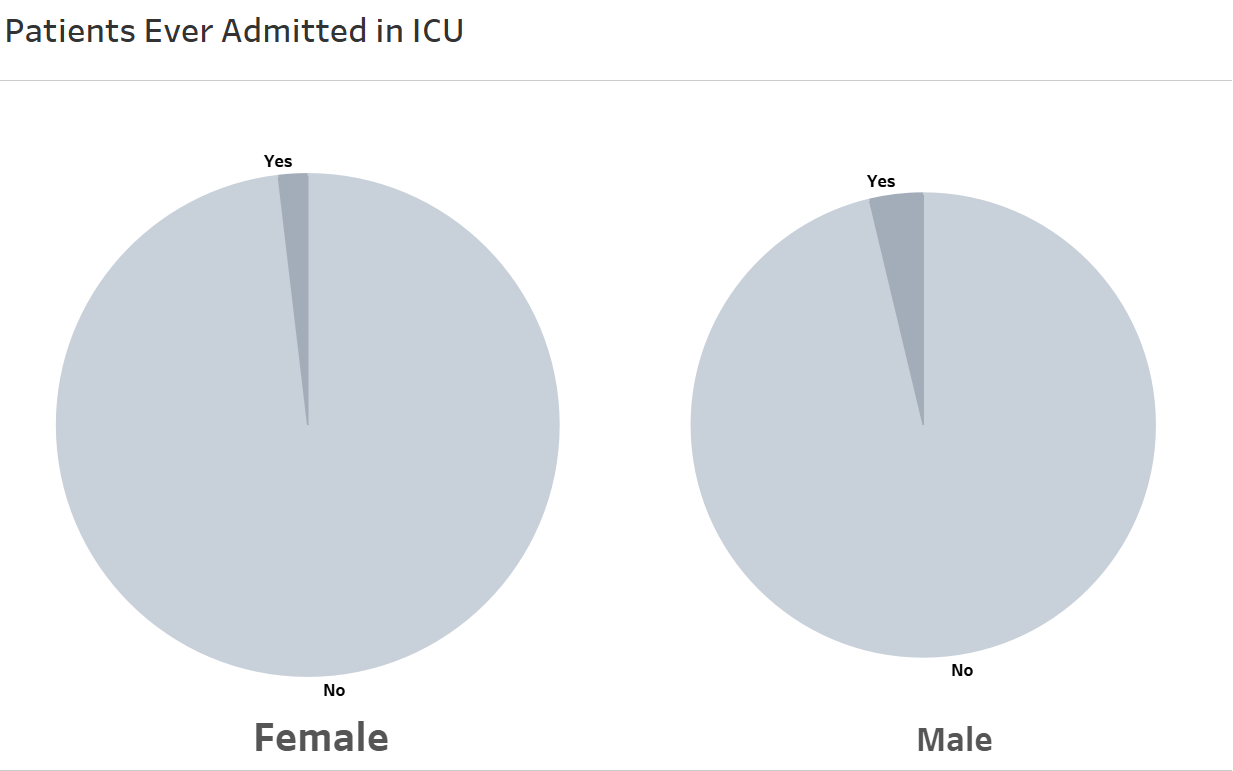 Patients Ever Admitted in ICU
Yes
No
Female
Yes
No
Male